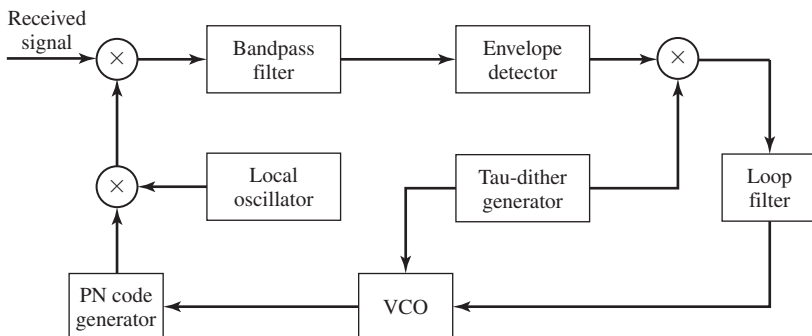 Received
signal
×
Bandpass
filter
Envelope
detector
×
×
Local
oscillator
Tau-dither
generator
Loop
filter
PN code
generator
VCO